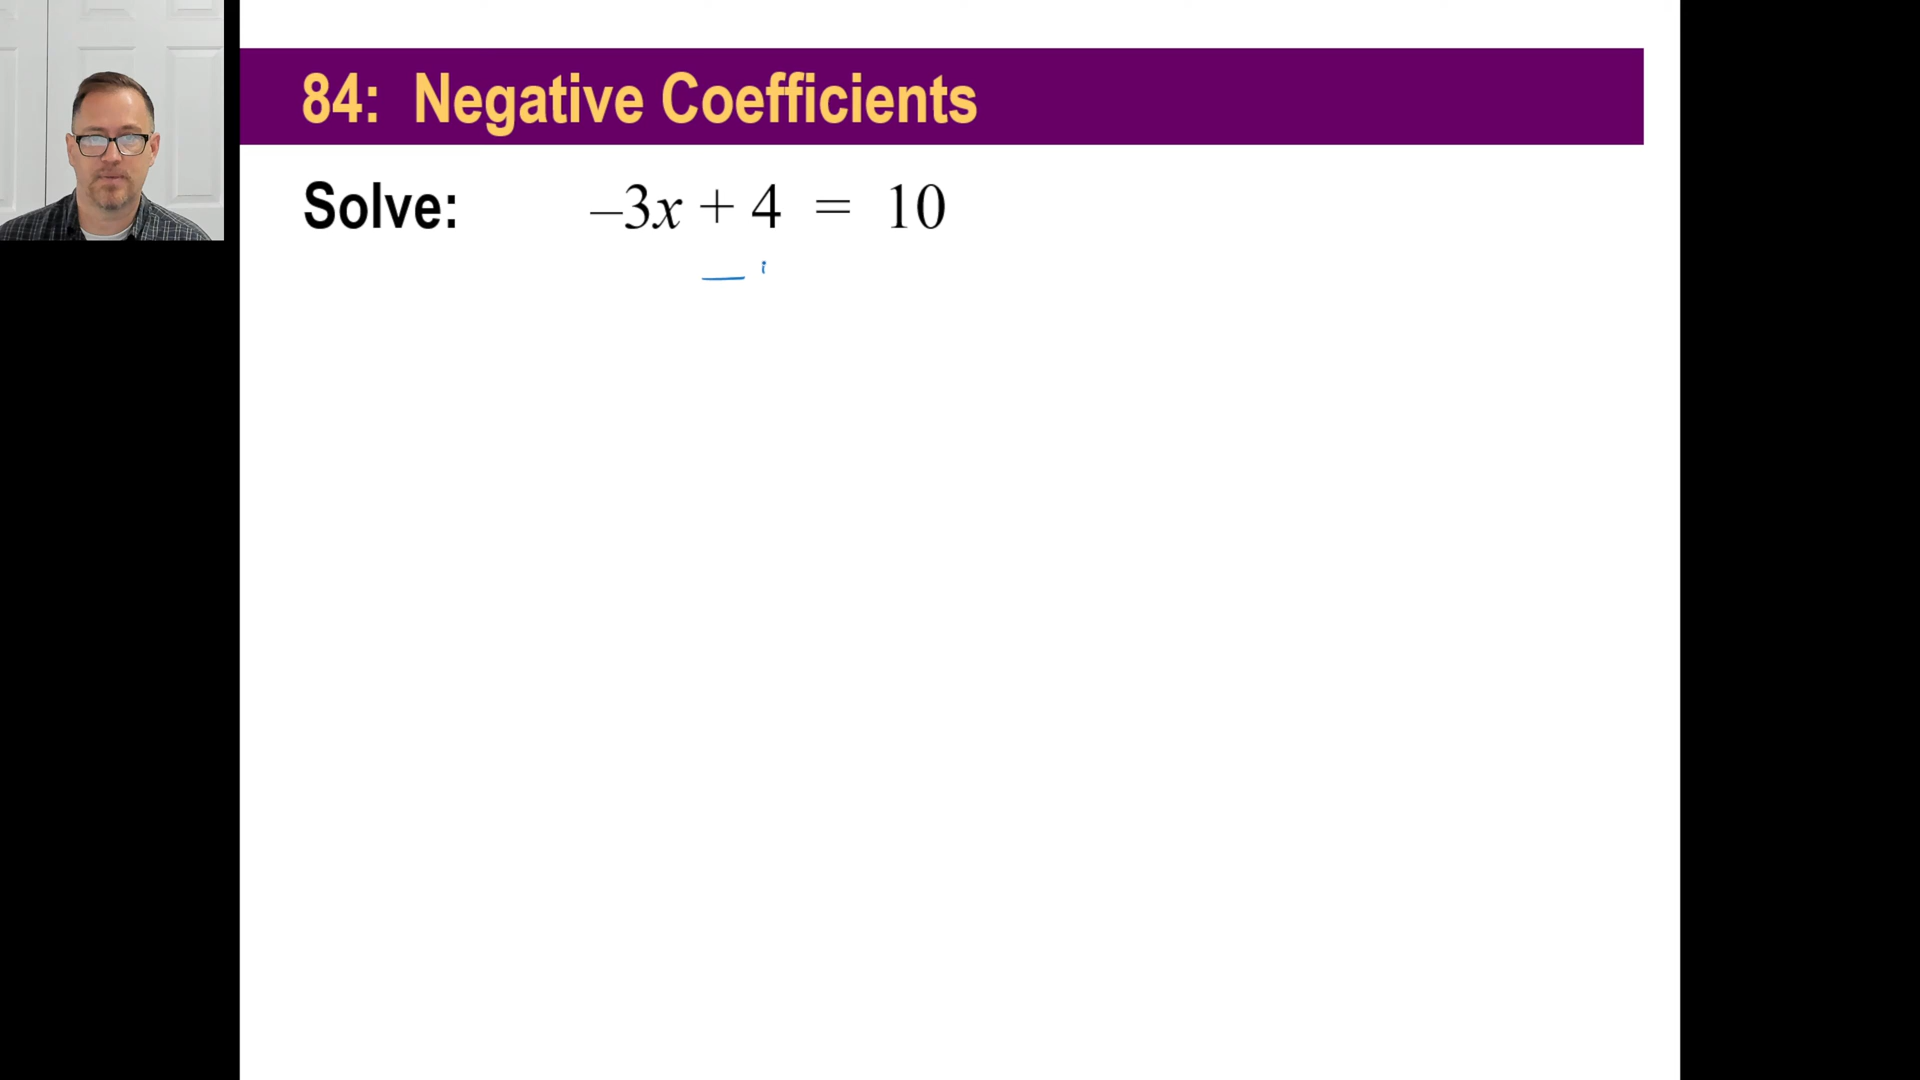 84: Negative Coefficients
Solve: –3x + 4 = 10
—